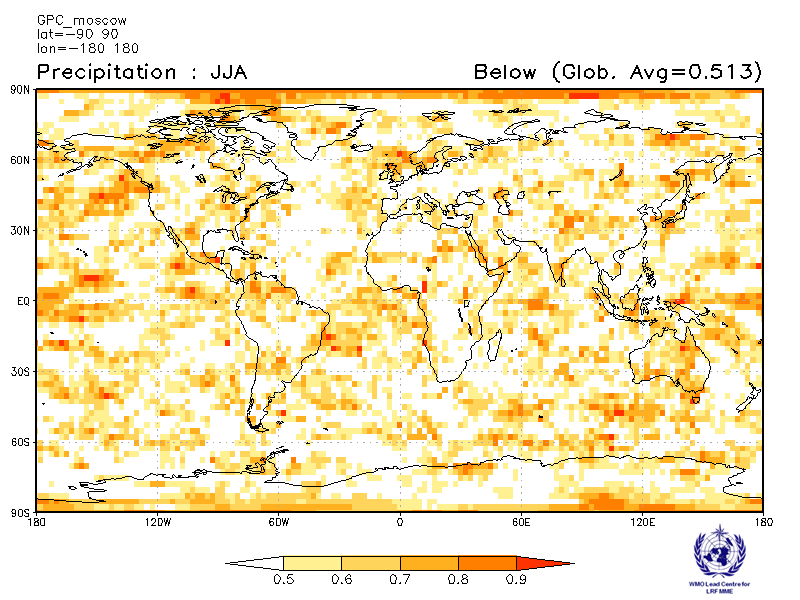 GPC_moscow
lat=-90 90
lon=-180 180
Precipitation : JJA Below (Glob. Avg=0.513)
90N
60N
30N
EQ
30S
60S
90S
180 120W 60W 0 60E 120E 180
0.5 0.6 0.7 0.8 0.9
WMO Lead Centre for
LRF MME